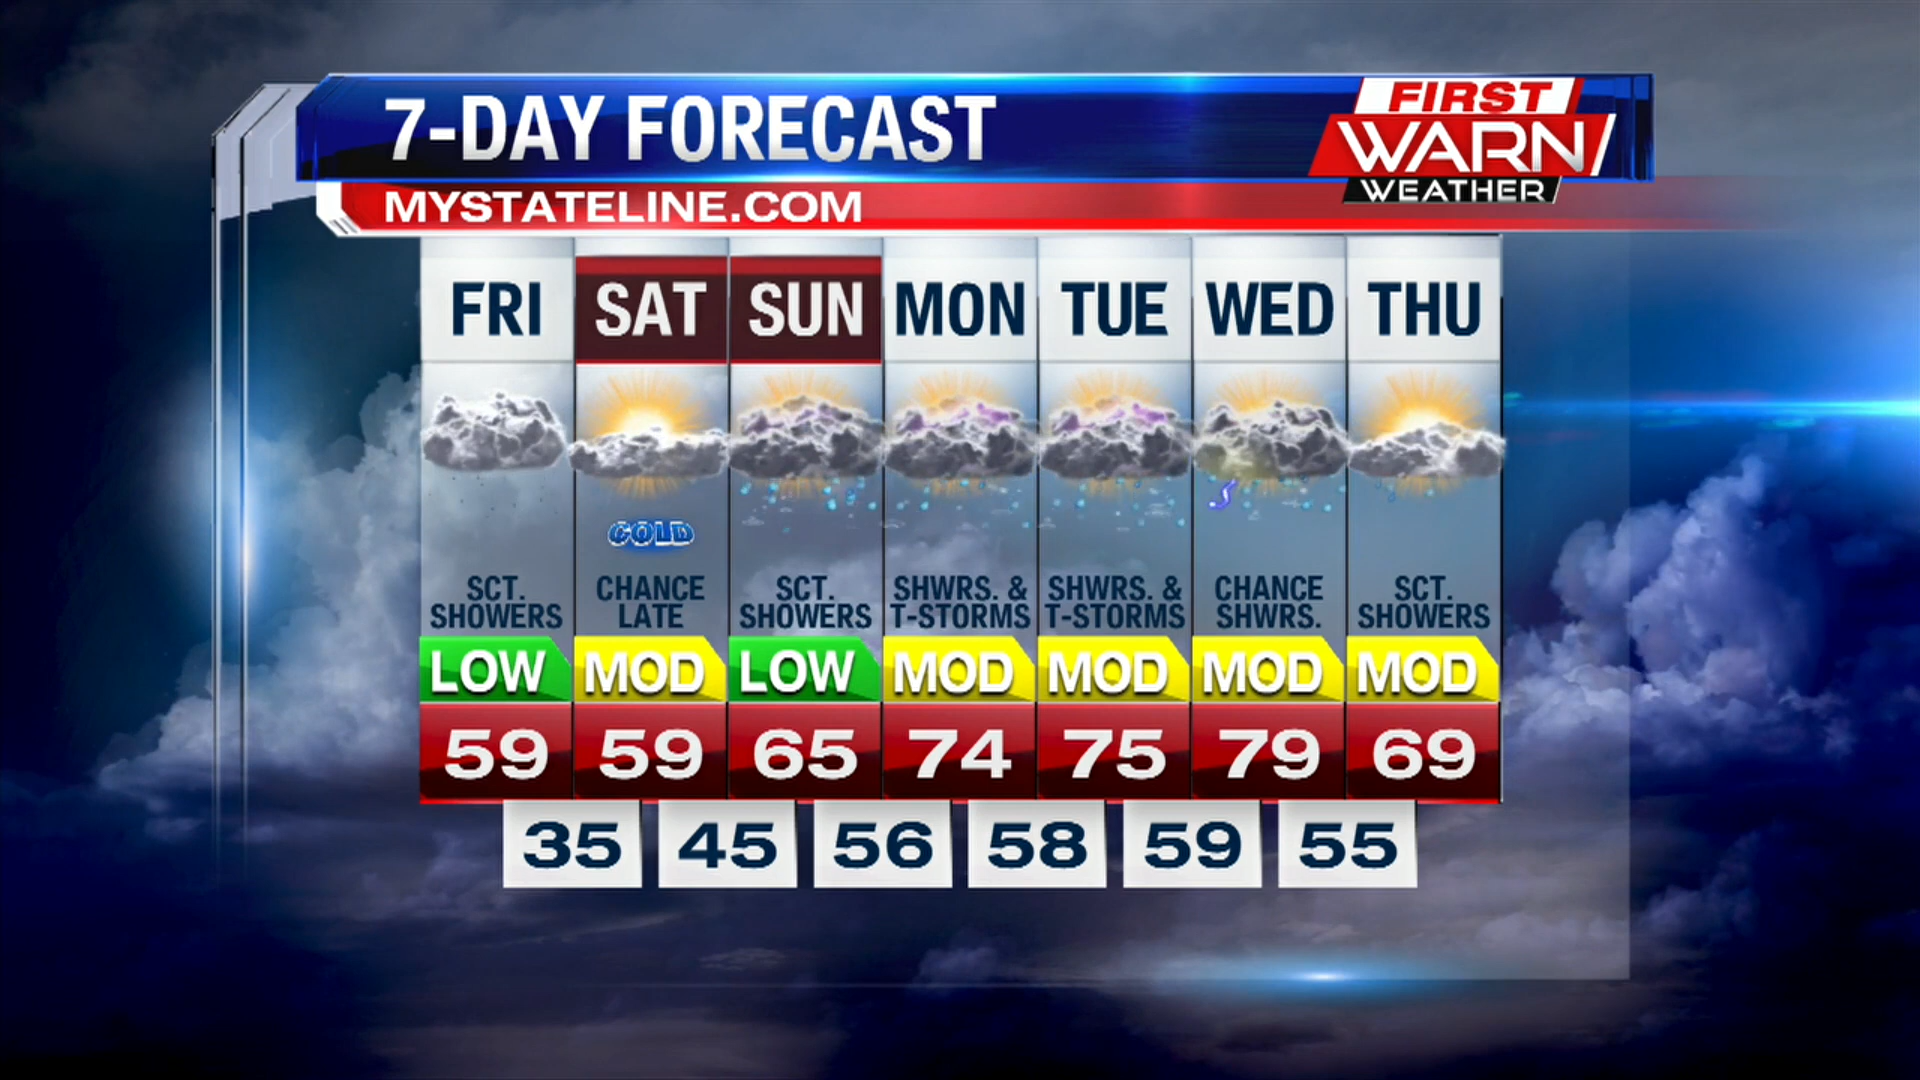 7-DAY FORECAST
FIRST
WARN
WEATHER
MYSTATELINE.COM
FRI SAT SUN MON TUE WED THU
COLD
SCT. CHANCE SCT. SHWRS. & SHWRS. & CHANCE SCT.
SHOWERS LATE SHOWERS T-STORMS T-STORMS SHWRS. SHOWERS
LOW MOD LOW MOD MOD MOD MOD
59 59 65 74 75 79 69
35 45 56 58 59 55